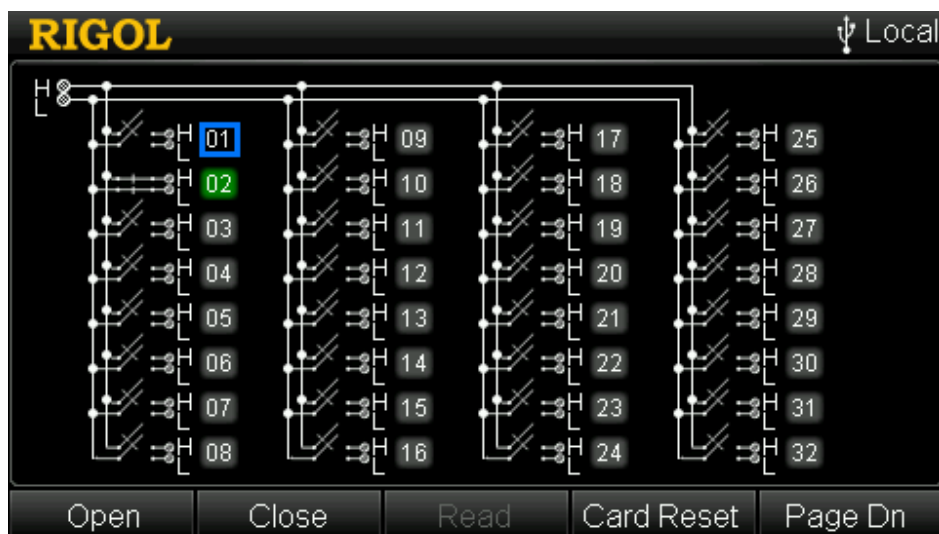 RIGOL Local
H
L
H 01 H 09 H 17 H 25
L L L L
H 02 H 10 H 18 H 26
L L L L
H 03 H 11 H 19 H 27
L L L L
H 04 H 12 H 20 H 28
L L L L
H 05 H 13 H 21 H 29
L L L L
H 06 H 14 H 22 H 30
L L L L
H 07 H 15 H 23 H 31
L L L L
H 08 H 16 H 24 H 32
L L L L
Open Close Read Card Reset Page Dn